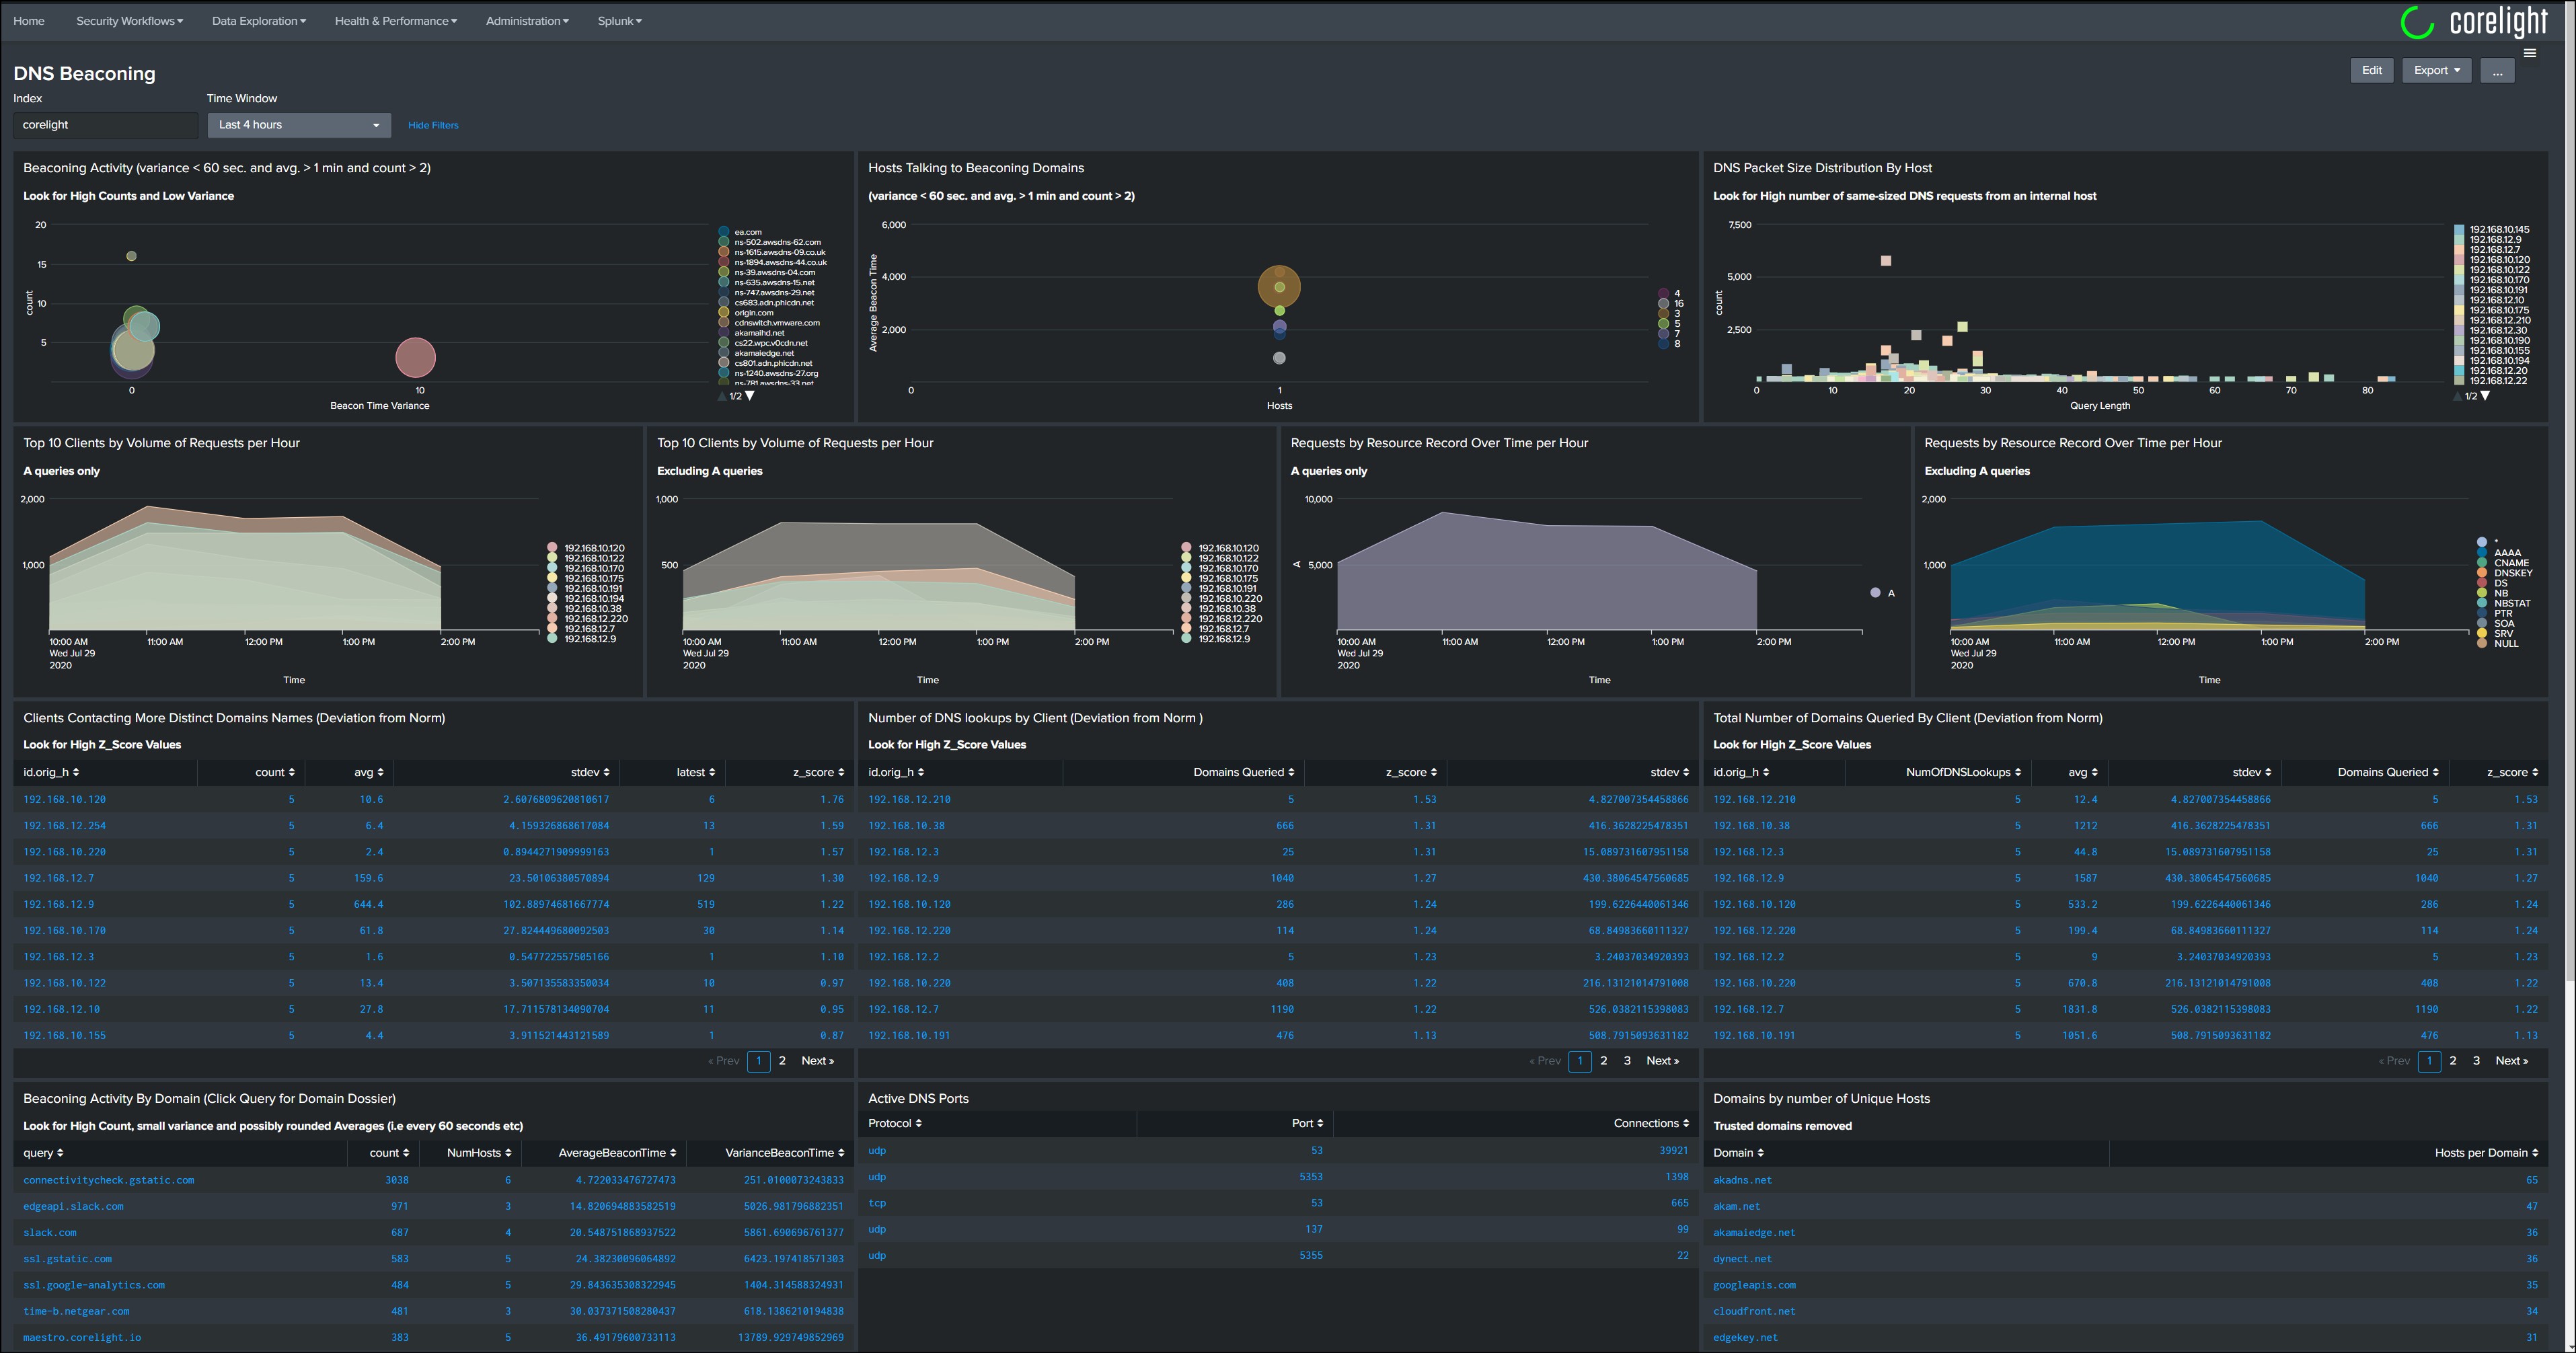 Home Security Workflows Data Exploration Health & Performance Administration Splunk
corelight
DNS Beaconing
Edit Export ...
Index Time Window
corelight Last 4 hours Hide Filters
Beaconing Activity (variance < 60 sec. and avg. > 1 min and count > 2)
Look for High Counts and Low Variance
20
15
10
5
count
0 10
Beacon Time Variance
ea.com
ns-502.awsdns-62.com
ns-1615.awsdns-09.co.uk
ns-1894.awsdns-44.co.uk
ns-39.awsdns-04.com
ns-635.awsdns-15.net
ns-747.awsdns-29.net
cs683.adn.phicdn.net
origin.com
cdnswitch.vmware.com
akamaihd.net
cs22.wpc.v0cdn.net
akamaiedge.net
cs801.adn.phicdn.net
ns-1240.awsdns-27.org
ns-781.awsdns-33.net
1/2
Hosts Talking to Beaconing Domains
(variance < 60 sec. and avg. > 1 min and count > 2)
6,000
4,000
2,000
Average Beacon Time
0 1
Hosts
4
16
3
5
7
8
DNS Packet Size Distribution By Host
Look for High number of same-sized DNS requests from an internal host
7,500
5,000
2,500
count
0 10 20 30 40 50 60 70 80
Query Length
192.168.10.145
192.168.12.9
192.168.12.7
192.168.10.120
192.168.10.122
192.168.10.170
192.168.10.191
192.168.12.10
192.168.10.175
192.168.12.210
192.168.12.30
192.168.10.190
192.168.10.155
192.168.10.194
192.168.12.20
192.168.12.22
1/2
Top 10 Clients by Volume of Requests per Hour
A queries only
2,000
1,000
10:00 AM 11:00 AM 12:00 PM 1:00 PM 2:00 PM
Wed Jul 29
2020
Time
192.168.10.120
192.168.10.122
192.168.10.170
192.168.10.175
192.168.10.191
192.168.10.194
192.168.10.38
192.168.12.220
192.168.12.7
192.168.12.9
Top 10 Clients by Volume of Requests per Hour
Excluding A queries
1,000
500
10:00 AM 11:00 AM 12:00 PM 1:00 PM 2:00 PM
Wed Jul 29
2020
Time
192.168.10.120
192.168.10.122
192.168.10.170
192.168.10.175
192.168.10.191
192.168.10.220
192.168.10.38
192.168.12.220
192.168.12.7
192.168.12.9
Requests by Resource Record Over Time per Hour
A queries only
10,000
5,000
A
10:00 AM 11:00 AM 12:00 PM 1:00 PM 2:00 PM
Wed Jul 29
2020
Time
A
Requests by Resource Record Over Time per Hour
Excluding A queries
2,000
1,000
10:00 AM 11:00 AM 12:00 PM 1:00 PM 2:00 PM
Wed Jul 29
2020
Time
*
AAAA
CNAME
DNSKEY
DS
NB
NBSTAT
PTR
SOA
SRV
NULL
Clients Contacting More Distinct Domains Names (Deviation from Norm)
Look for High Z_Score Values
id.orig_h count avg stdev latest z_score
192.168.10.120 5 10.6 2.6076809620810617 6 1.76
192.168.12.254 5 6.4 4.159326868617084 13 1.59
192.168.10.220 5 2.4 0.8944271909999163 1 1.57
192.168.12.7 5 159.6 23.50106380570894 129 1.30
192.168.12.9 5 644.4 102.88974681667774 519 1.22
192.168.10.170 5 61.8 27.824449680092503 30 1.14
192.168.12.3 5 1.6 0.547722557505166 1 1.10
192.168.10.122 5 13.4 3.507135583350034 10 0.97
192.168.12.10 5 27.8 17.711578134090704 11 0.95
192.168.10.155 5 4.4 3.911521443121589 1 0.87
« Prev 1 2 Next »
Number of DNS lookups by Client (Deviation from Norm )
Look for High Z_Score Values
id.orig_h Domains Queried z_score stdev
192.168.12.210 5 1.53 4.827007354458866
192.168.10.38 666 1.31 416.3628225478351
192.168.12.3 25 1.31 15.089731607951158
192.168.12.9 1040 1.27 430.38064547560685
192.168.10.120 286 1.24 199.6226440061346
192.168.12.220 114 1.24 68.84983660111327
192.168.12.2 5 1.23 3.24037034920393
192.168.10.220 408 1.22 216.13121014791008
192.168.12.7 1190 1.22 526.0382115398083
192.168.10.191 476 1.13 508.7915093631182
« Prev 1 2 3 Next »
Total Number of Domains Queried By Client (Deviation from Norm)
Look for High Z_Score Values
id.orig_h NumOfDNSLookups avg stdev Domains Queried z_score
192.168.12.210 5 12.4 4.827007354458866 5 1.53
192.168.10.38 5 1212 416.3628225478351 666 1.31
192.168.12.3 5 44.8 15.089731607951158 25 1.31
192.168.12.9 5 1587 430.38064547560685 1040 1.27
192.168.10.120 5 533.2 199.6226440061346 286 1.24
192.168.12.220 5 199.4 68.84983660111327 114 1.24
192.168.12.2 5 9 3.24037034920393 5 1.23
192.168.10.220 5 670.8 216.13121014791008 408 1.22
192.168.12.7 5 1831.8 526.0382115398083 1190 1.22
192.168.10.191 5 1051.6 508.7915093631182 476 1.13
« Prev 1 2 3 Next »
Beaconing Activity By Domain (Click Query for Domain Dossier)
Look for High Count, small variance and possibly rounded Averages (i.e every 60 seconds etc)
query count NumHosts AverageBeaconTime VarianceBeaconTime
connectivitycheck.gstatic.com 3038 6 4.722033476727473 251.0100073243833
edgeapi.slack.com 971 3 14.820694883582519 5026.981796882351
slack.com 687 4 20.548751868937522 5861.690696761377
ssl.gstatic.com 583 5 24.38230096064892 6423.197418571303
ssl.google-analytics.com 484 5 29.843635308322945 1404.314588324931
time-b.netgear.com 481 3 30.037371508280437 618.1386210194838
maestro.corelight.io 383 5 36.49179600733113 13789.929749852969
Active DNS Ports
Protocol Port Connections
udp 53 39921
udp 5353 1398
tcp 53 665
udp 137 99
udp 5355 22
Domains by number of Unique Hosts
Trusted domains removed
Domain Hosts per Domain
akadns.net 65
akam.net 47
akamaiedge.net 36
dynect.net 36
googleapis.com 35
cloudfront.net 34
edgekey.net 31